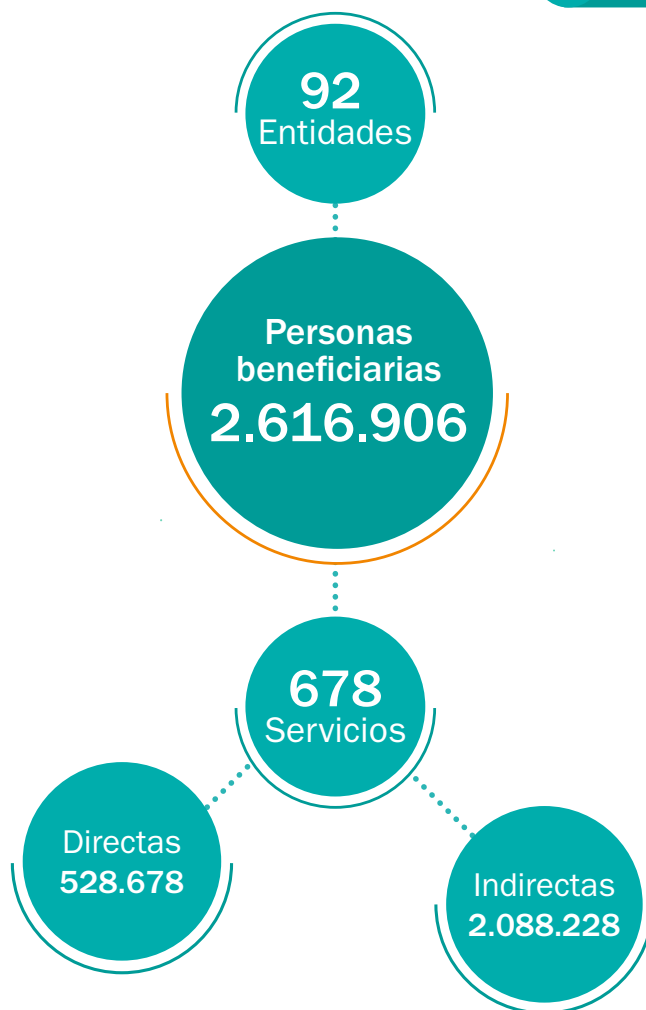 92
Entidades
Personas
beneficiarias
2.616.906
678
Servicios
Directas
528.678
Indirectas
2.088.228